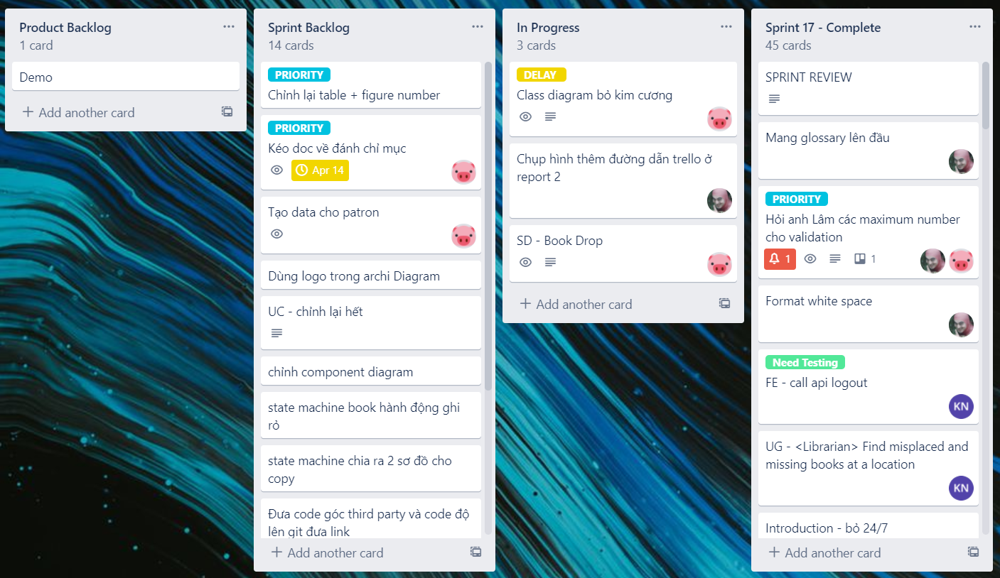 Product Backlog
1 card
Demo
Add another card
Sprint Backlog
14 cards
PRIORITY
Chỉnh lại table + figure number
PRIORITY
Kéo doc về đánh chỉ mục
Apr 14
Tạo data cho patron
Dùng logo trong archi Diagram
UC - chỉnh lại hết
chỉnh component diagram
state machine book hành động ghi
rỏ
state machine chia ra 2 sơ đồ cho
copy
Đưa code góc third party và code độ
lên git đưa link
Add another card
In Progress
3 cards
DELAY
Class diagram bỏ kim cương
Chụp hình thêm đường dẫn trello ở
report 2
SD - Book Drop
Add another card
Sprint 17 - Complete
45 cards
SPRINT REVIEW
Mang glossary lên đầu
PRIORITY
Hỏi anh Lâm các maximum number
cho validation
1
1
Format white space
Need Testing
FE - call api logout
KN
UG - <Librarian> Find misplaced and
missing books at a location
KN
Introduction - bỏ 24/7
Add another card